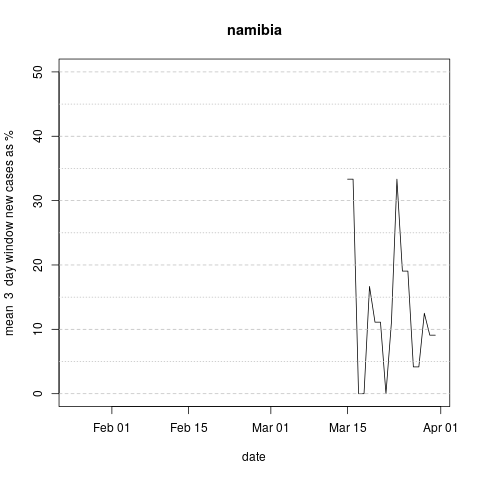 namibia
mean 3 day window new cases as %
50
40
30
20
10
0
Feb 01
Feb 15
Mar 01
Mar 15
Apr 01
date